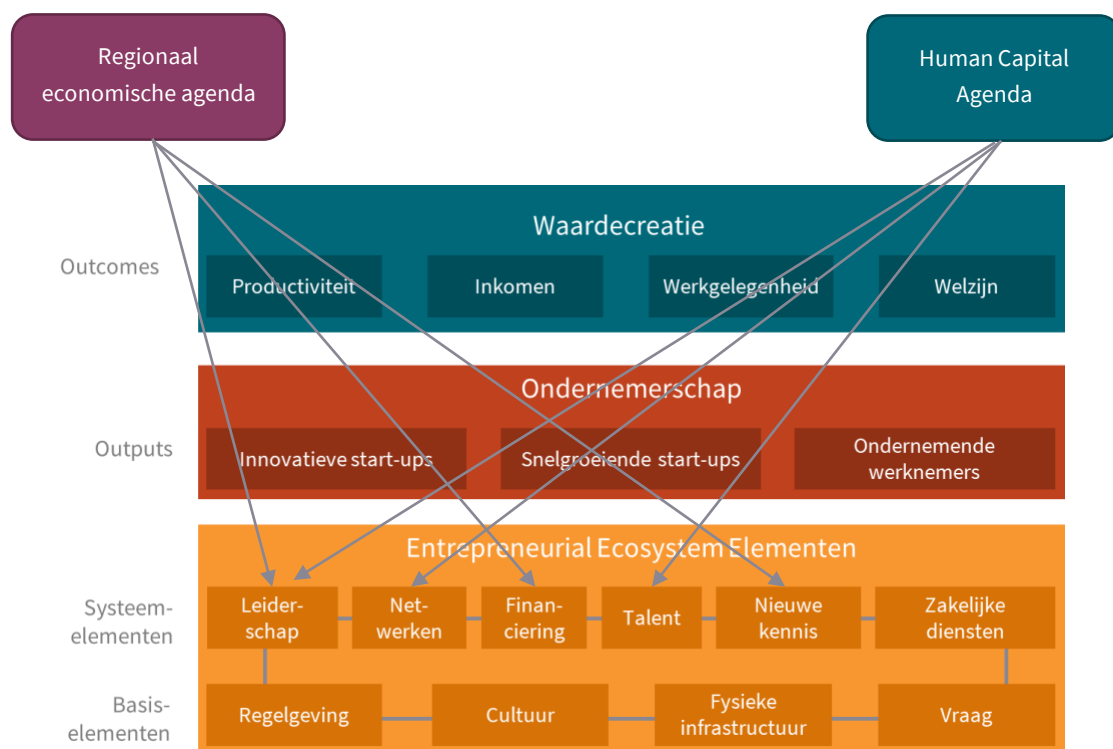 Regionaal
economische agenda
Human Capital
Agenda
Waardecreatie
Outcomes
Productiviteit
Inkomen
Werkgelegenheid
Welzijn
Ondernemerschap
Outputs
Innovatieve start-ups
Snelgroeiende start-ups
Ondernemende
werknemers
Entrepreneurial Ecosystem Elementen
Systeem-
elementen
Leider-
schap
Net-
werken
Finan-
ciering
Talent
Nieuwe
kennis
Zakelijke
diensten
Basis-
elementen
Regelgeving
Cultuur
Fysieke
infrastructuur
Vraag